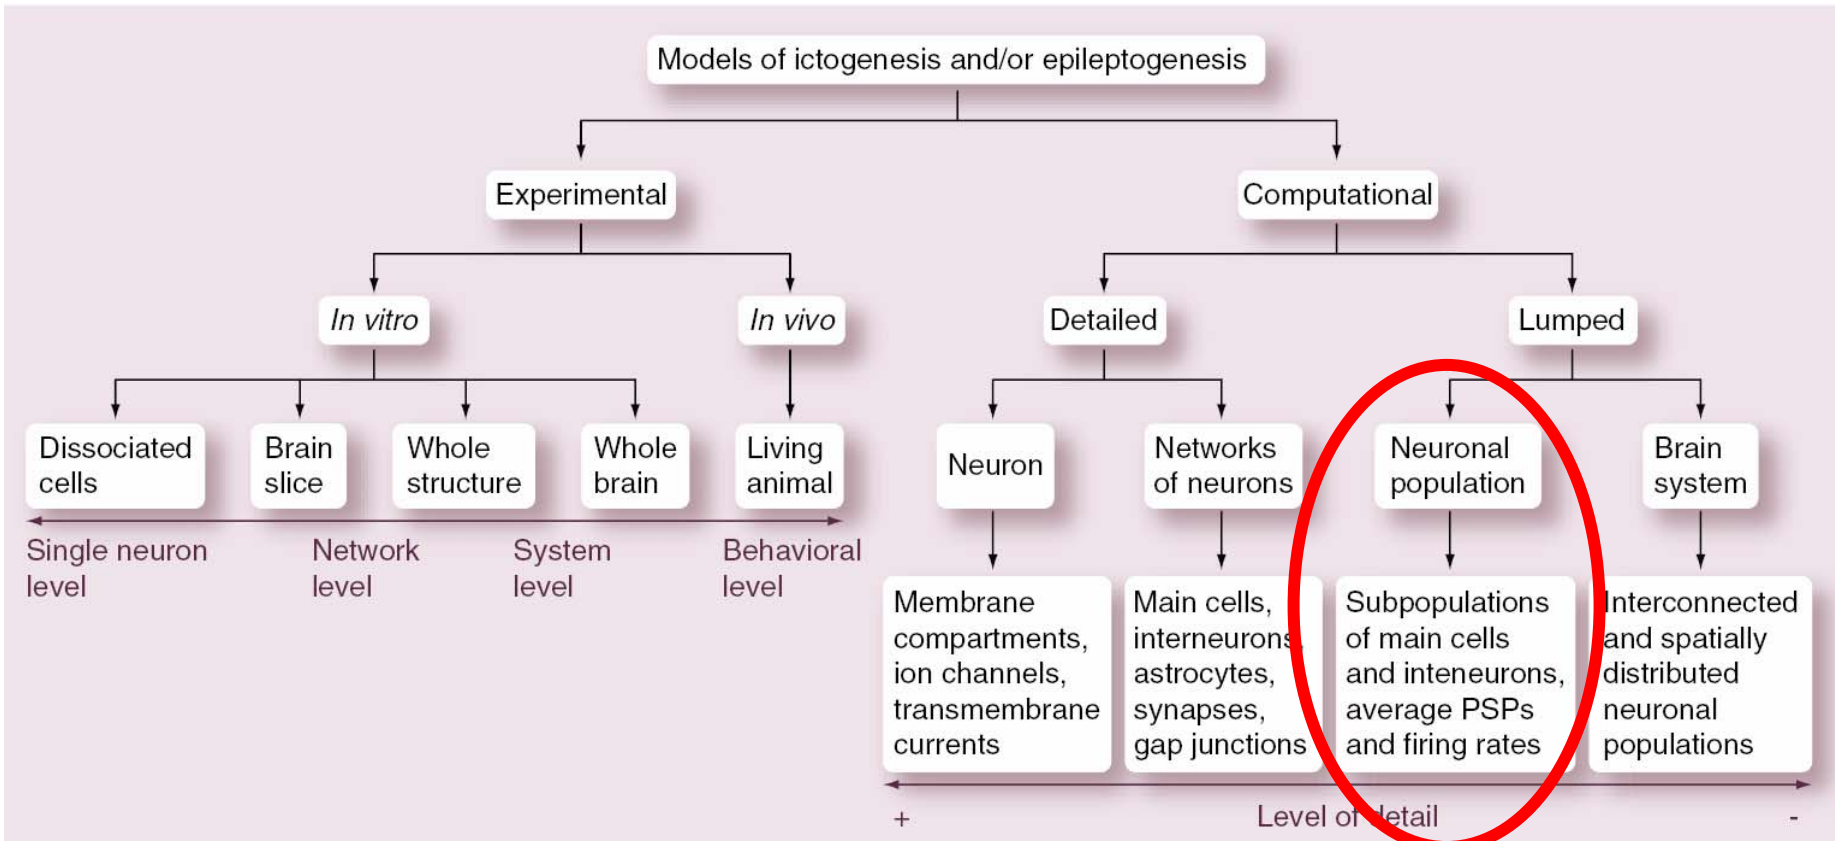 Models of ictogenesis and/or epileptogenesis
Experimental
Computational
In vitro
In vivo
Detailed
Lumped
Dissociated
cells
Brain
slice
Whole
structure
Whole
brain
Living
animal
Neuron
Networks
of neurons
Neuronal
population
Brain
system
Single neuron
level
Network
level
System
level
Behavioral
level
Membrane
compartments,
ion channels,
transmembrane
currents
Main cells,
interneurons,
astrocytes,
synapses,
gap junctions
Subpopulations
of main cells
and inteneurons,
average PSPs
and firing rates
Interconnected
and spatially
distributed
neuronal
populations
+
Level of detail
-